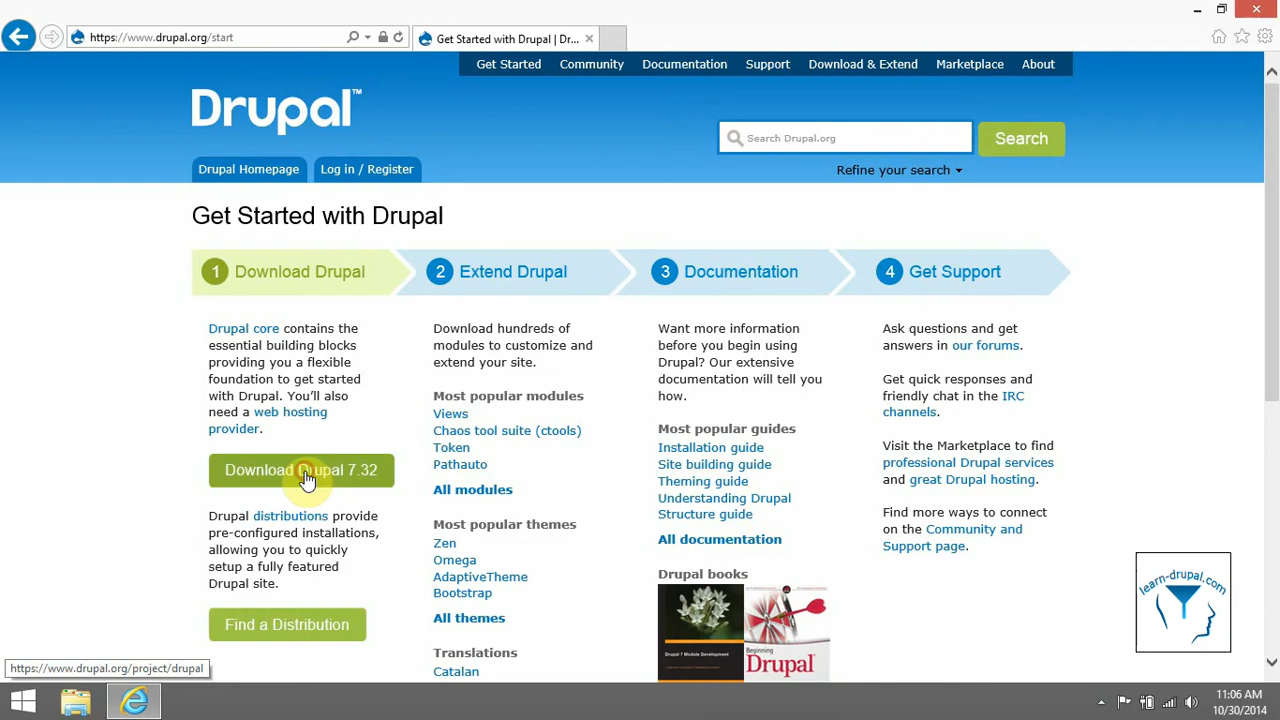 https://www.drupal.org/start
Get Started with Drupal | Dr...
Get Started
Community
Documentation
Support
Download & Extend
Marketplace
About
Drupal™
Search Drupal.org
Search
Refine your search
Drupal Homepage
Log in / Register
Get Started with Drupal
1 Download Drupal
2 Extend Drupal
3 Documentation
4 Get Support
Drupal core contains the
essential building blocks
providing you a flexible
foundation to get started
with Drupal. You'll also
need a web hosting
provider.
Download Drupal 7.32
Drupal distributions provide
pre-configured installations,
allowing you to quickly
setup a fully featured
Drupal site.
Find a Distribution
Download hundreds of
modules to customize and
extend your site.
Most popular modules
Views
Chaos tool suite (ctools)
Token
Pathauto
All modules
Most popular themes
Zen
Omega
AdaptiveTheme
Bootstrap
All themes
Translations
Catalan
Want more information
before you begin using
Drupal? Our extensive
documentation will tell you
how.
Most popular guides
Installation guide
Site building guide
Theming guide
Understanding Drupal
Structure guide
All documentation
Drupal books
Drupal 7 Module Development
Beginning
Drupal
Ask questions and get
answers in our forums.
Get quick responses and
friendly chat in the IRC
channels.
Visit the Marketplace to find
professional Drupal services
and great Drupal hosting.
Find more ways to connect
on the Community and
Support page.
learn-drupal.com
https://www.drupal.org/project/drupal
11:06 AM
10/30/2014